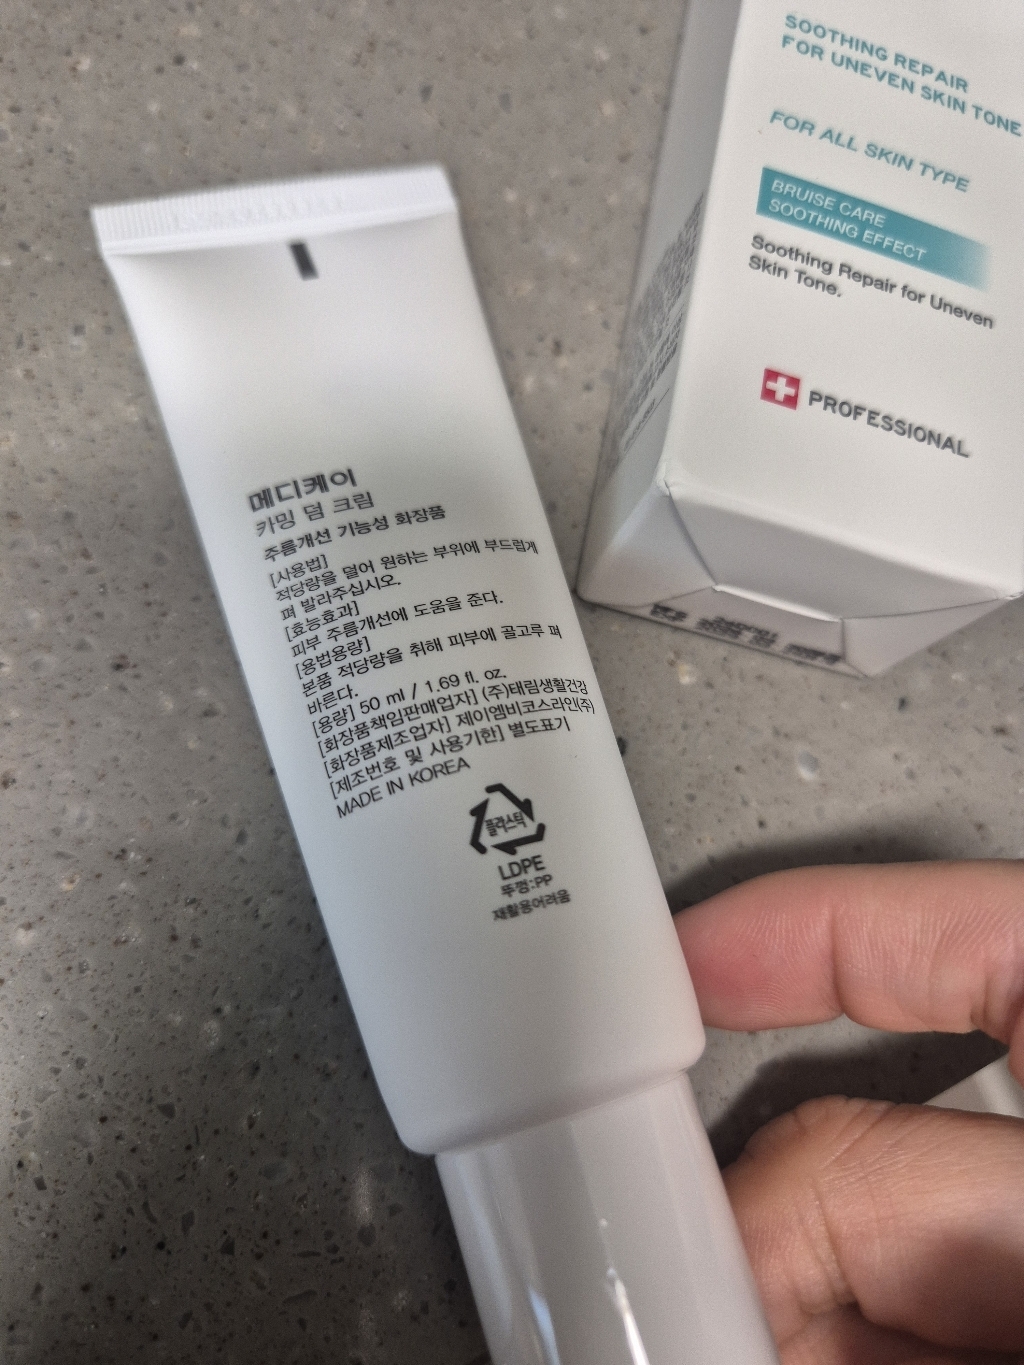 메디케이
카밍 덤 크림
주름개선 기능성 화장품
[사용법]
적당량을 덜어 원하는 부위에 부드럽게
펴 발라주십시오.
[효능효과]
피부 주름개선에 도움을 준다.
[용법용량]
본품 적당량을 취해 피부에 골고루 펴
바른다.
[용량] 50 ml / 1.69 fl. oz.
[화장품책임판매업자] (주)태림생활건강
[화장품제조업자] 제이엠비코스라인(주)
[제조번호 및 사용기한] 별도표기
MADE IN KOREA
플라스틱
LDPE
뚜껑:PP
재활용어려움
SOOTHING REPAIR
FOR UNEVEN SKIN TONE
FOR ALL SKIN TYPE
BRUISE CARE
SOOTHING EFFECT
Soothing Repair for Uneven
Skin Tone.
PROFESSIONAL